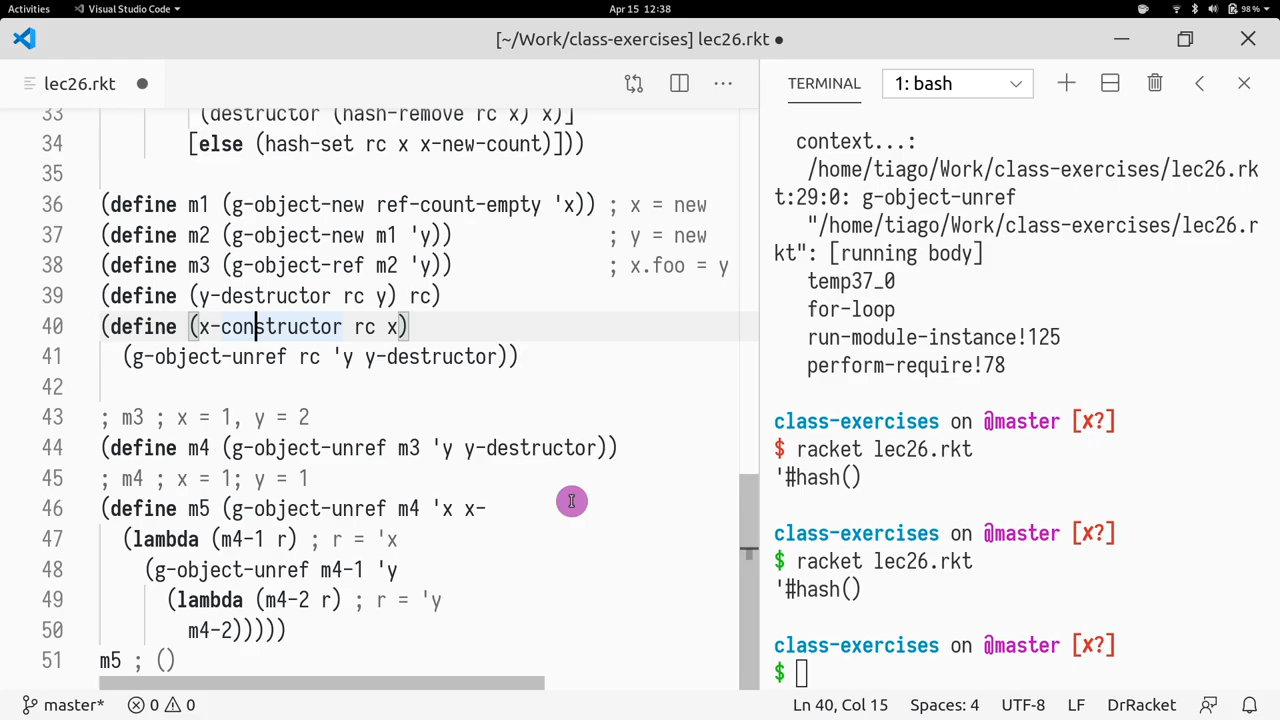 Activities
Visual Studio Code
Apr 15 12:38
98%
[~/Work/class-exercises] lec26.rkt ●
lec26.rkt
33 (destructor (hash-remove rc x) x)]
34 [else (hash-set rc x x-new-count)]))
35
36 (define m1 (g-object-new ref-count-empty 'x)) ; x = new
37 (define m2 (g-object-new m1 'y)) ; y = new
38 (define m3 (g-object-ref m2 'y)) ; x.foo = y
39 (define (y-destructor rc y) rc)
40 (define (x-constructor rc x)
41 (g-object-unref rc 'y y-destructor))
42
43 ; m3 ; x = 1, y = 2
44 (define m4 (g-object-unref m3 'y y-destructor))
45 ; m4 ; x = 1; y = 1
46 (define m5 (g-object-unref m4 'x x-
47 (lambda (m4-1 r) ; r = 'x
48 (g-object-unref m4-1 'y
49 (lambda (m4-2 r) ; r = 'y
50 m4-2)))))
51 m5 ; ()
TERMINAL
1: bash
context...:
/home/tiago/Work/class-exercises/lec26.rk
t:29:0: g-object-unref
"/home/tiago/Work/class-exercises/lec26.r
kt": [running body]
temp37_0
for-loop
run-module-instance!125
perform-require!78
class-exercises on @master [x?]
$ racket lec26.rkt
'#hash()
class-exercises on @master [x?]
$ racket lec26.rkt
'#hash()
class-exercises on @master [x?]
$
master*
0
0
Ln 40, Col 15
Spaces: 4
UTF-8
LF
DrRacket